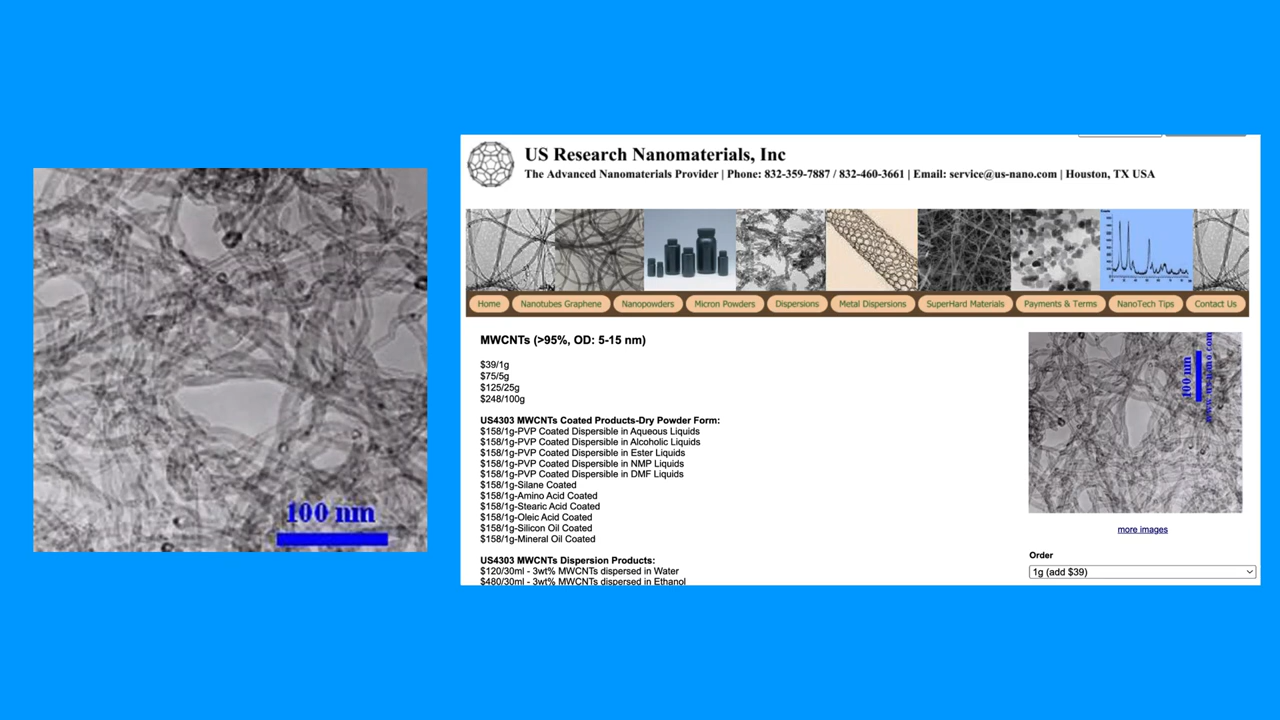 100 nm
US Research Nanomaterials, Inc
The Advanced Nanomaterials Provider | Phone: 832-359-7887 / 832-460-3661 | Email: service@us-nano.com | Houston, TX USA
Home
Nanotubes Graphene
Nanopowders
Micron Powders
Dispersions
Metal Dispersions
SuperHard Materials
Payments & Terms
NanoTech Tips
Contact Us
MWCNTs (>95%, OD: 5-15 nm)
$39/1g
$75/5g
$125/25g
$248/100g
US4303 MWCNTs Coated Products-Dry Powder Form:
$158/1g-PVP Coated Dispersible in Aqueous Liquids
$158/1g-PVP Coated Dispersible in Alcoholic Liquids
$158/1g-PVP Coated Dispersible in Ester Liquids
$158/1g-PVP Coated Dispersible in NMP Liquids
$158/1g-PVP Coated Dispersible in DMF Liquids
$158/1g-Silane Coated
$158/1g-Amino Acid Coated
$158/1g-Stearic Acid Coated
$158/1g-Oleic Acid Coated
$158/1g-Silicon Oil Coated
$158/1g-Mineral Oil Coated
US4303 MWCNTs Dispersion Products:
$120/30ml - 3wt% MWCNTs dispersed in Water
$480/30ml - 3wt% MWCNTs dispersed in Ethanol
100 nm
www.us-nano.com
more images
Order
1g (add $39)